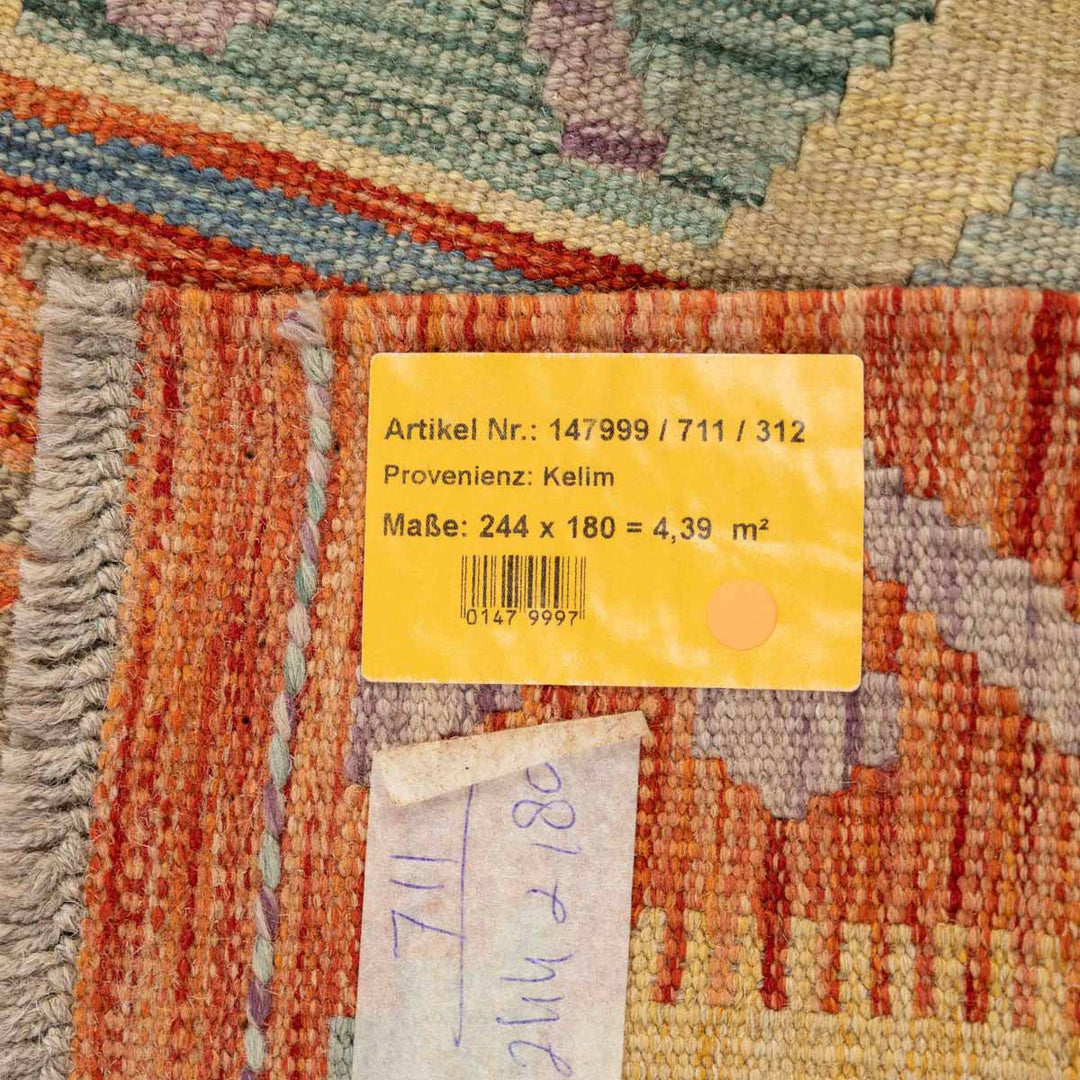 Artikel Nr.: 147999 / 711 / 312
Provenienz: Kelim
Maße: 244 x 180 = 4,39 m²
0147 9997
711
244 x 180